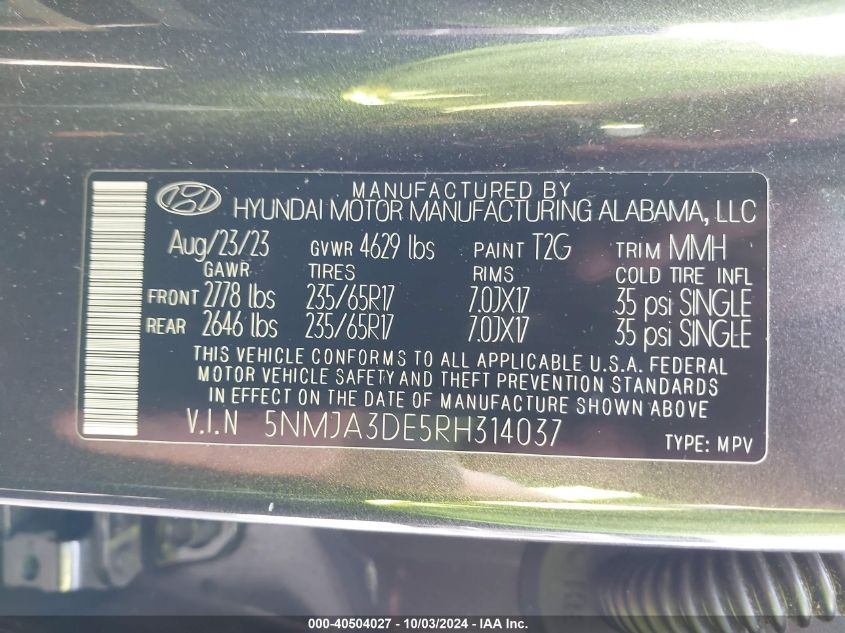 MANUFACTURED BY
HYUNDAI MOTOR MANUFACTURING ALABAMA, LLC
Aug/23/23 GVWR 4629 lbs PAINT T2G TRIM MMH
GAWR TIRES RIMS COLD TIRE INFL
FRONT 2778 lbs 235/65R17 7.0JX17 35 psi SINGLE
REAR 2646 lbs 235/65R17 7.0JX17 35 psi SINGLE
THIS VEHICLE CONFORMS TO ALL APPLICABLE U.S.A. FEDERAL
MOTOR VEHICLE SAFETY AND THEFT PREVENTION STANDARDS
IN EFFECT ON THE DATE OF MANUFACTURE SHOWN ABOVE
V.I.N 5NMJA3DE5RH314037 TYPE: MPV
000-40504027 - 10/03/2024 - IAA Inc.